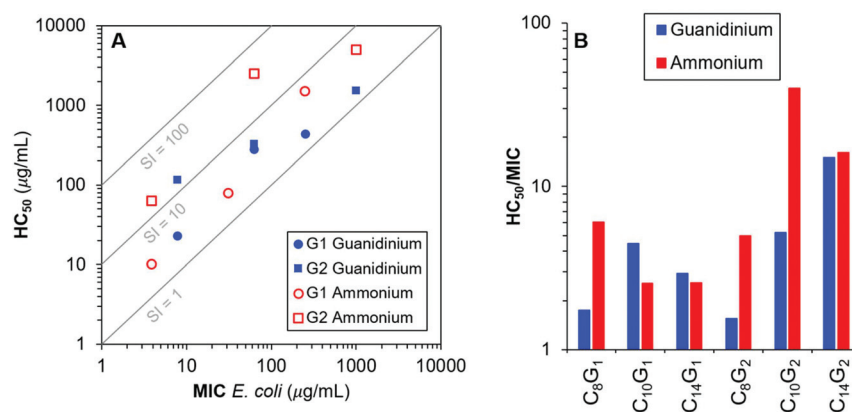 A
10000
1000
100
10
1
HC50 (μg/mL)
SI = 100
SI = 10
SI = 1
G1 Guanidinium
G2 Guanidinium
G1 Ammonium
G2 Ammonium
1
10
100
1000
10000
MIC E. coli (μg/mL)
B
Guanidinium
Ammonium
100
10
1
HC50/MIC
C8G1
C10G1
C14G1
C8G2
C10G2
C14G2